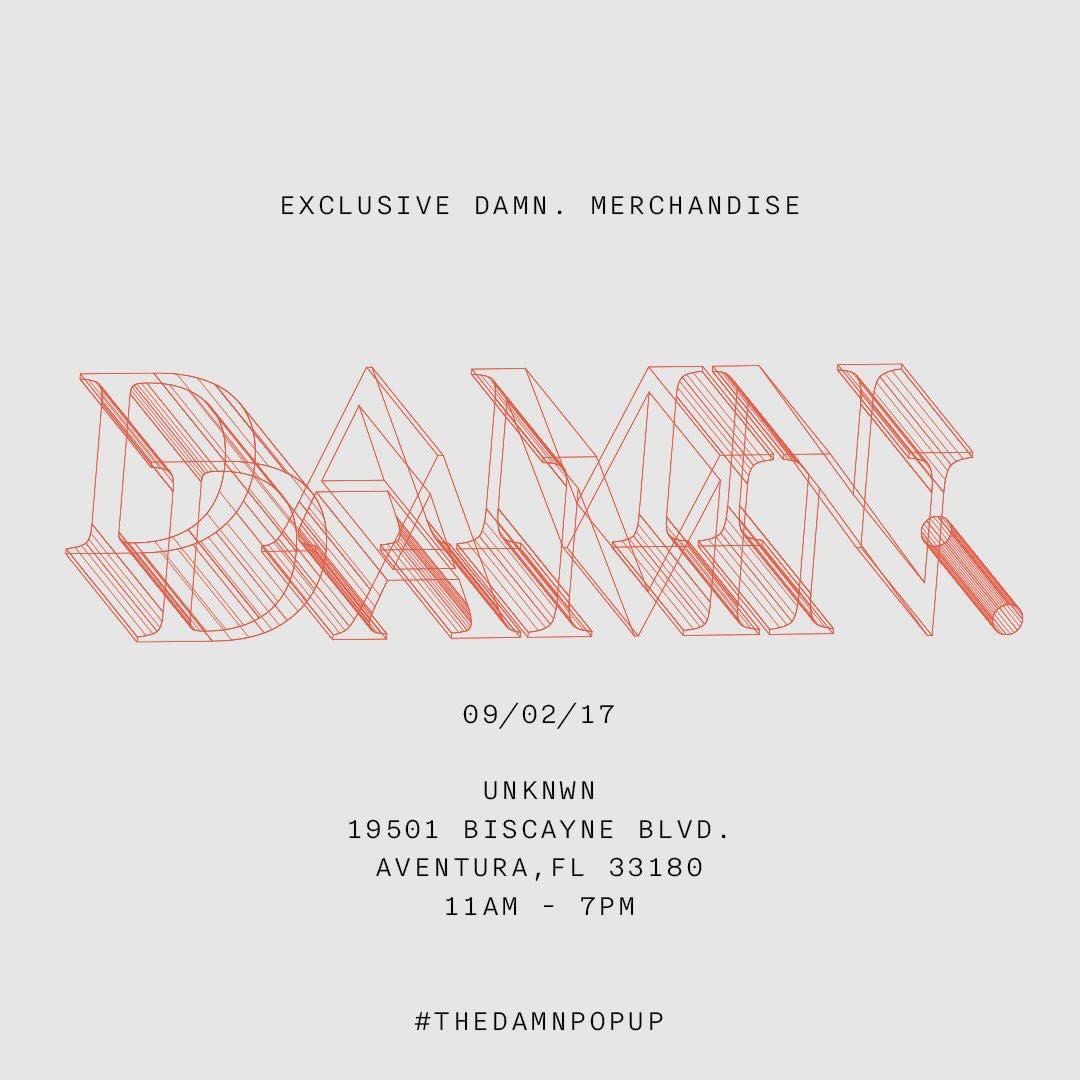 EXCLUSIVE DAMN. MERCHANDISE
DAMN.
09/02/17
UNKNWN
19501 BISCAYNE BLVD.
AVENTURA,FL 33180
11AM - 7PM
#THEDAMNPOPUP